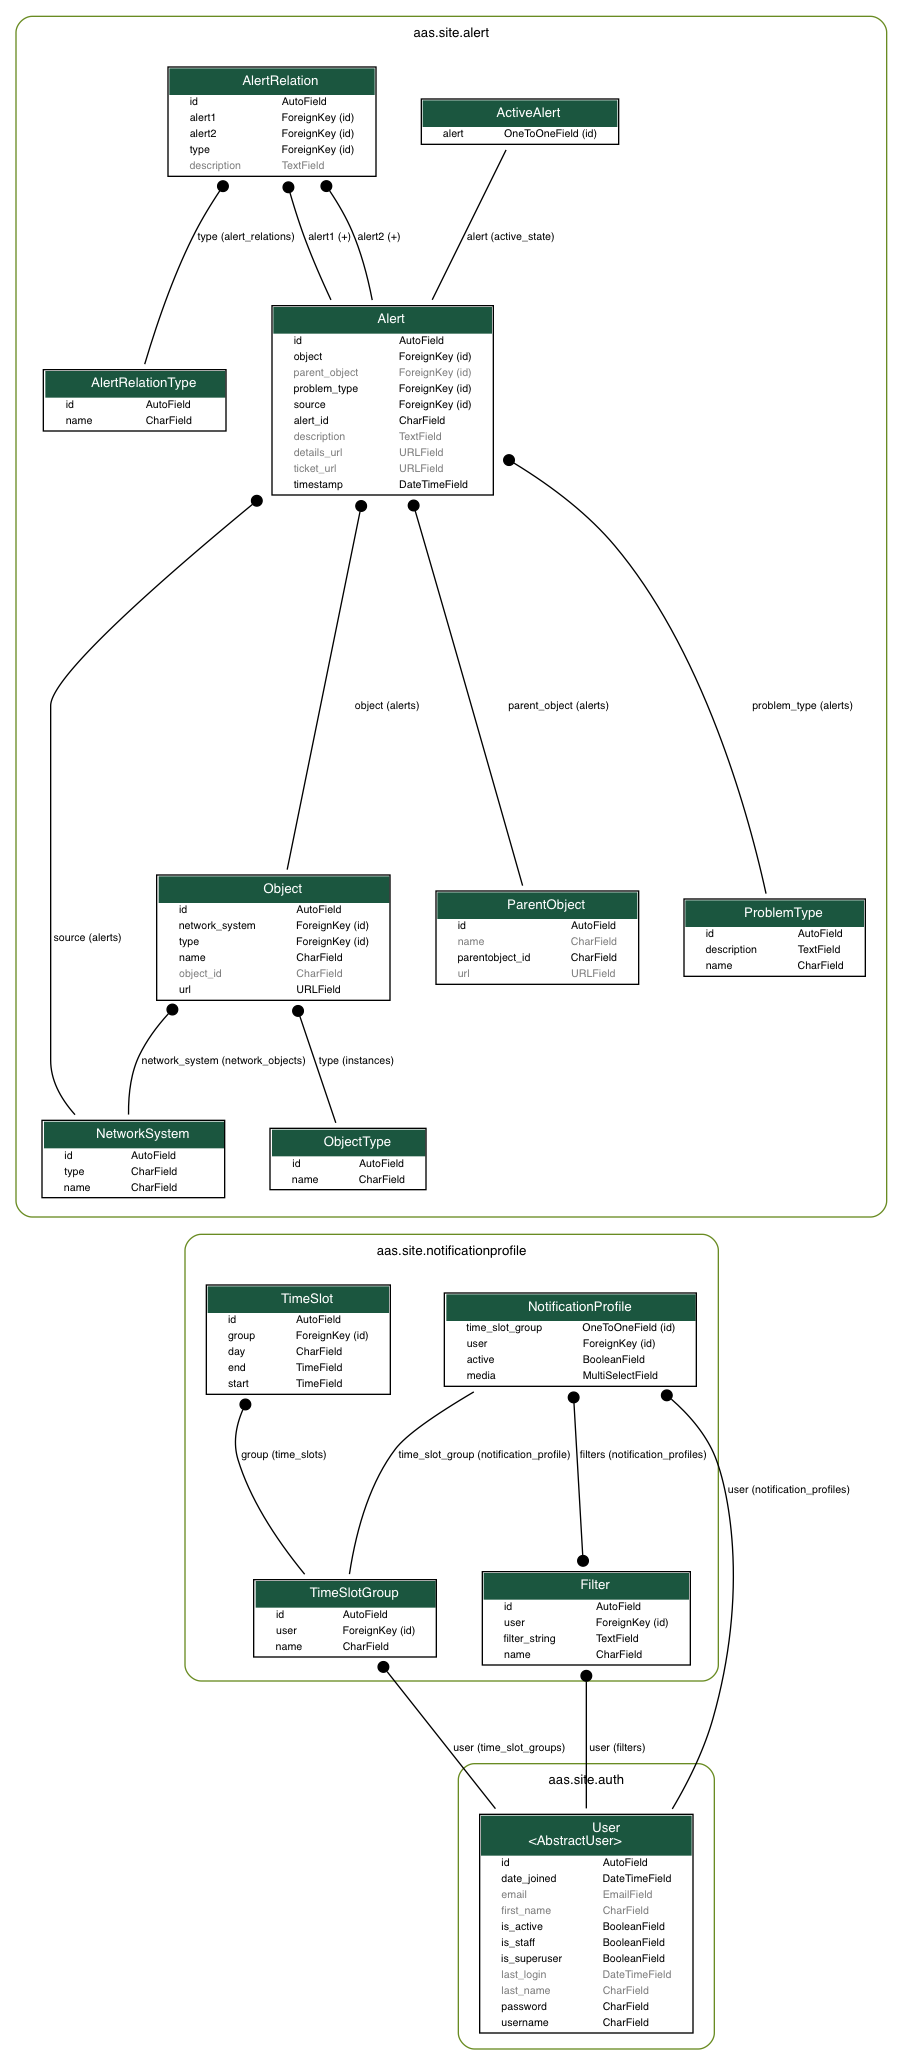 aas.site.alert
AlertRelation
id AutoField
alert1 ForeignKey (id)
alert2 ForeignKey (id)
type ForeignKey (id)
description TextField
ActiveAlert
alert OneToOneField (id)
type (alert_relations)
alert1 (+)
alert2 (+)
alert (active_state)
Alert
id AutoField
object ForeignKey (id)
parent_object ForeignKey (id)
problem_type ForeignKey (id)
source ForeignKey (id)
alert_id CharField
description TextField
details_url URLField
ticket_url URLField
timestamp DateTimeField
AlertRelationType
id AutoField
name CharField
object (alerts)
parent_object (alerts)
problem_type (alerts)
source (alerts)
Object
id AutoField
network_system ForeignKey (id)
type ForeignKey (id)
name CharField
object_id CharField
url URLField
ParentObject
id AutoField
name CharField
parentobject_id CharField
url URLField
ProblemType
id AutoField
description TextField
name CharField
network_system (network_objects)
type (instances)
NetworkSystem
id AutoField
type CharField
name CharField
ObjectType
id AutoField
name CharField
aas.site.notificationprofile
TimeSlot
id AutoField
group ForeignKey (id)
day CharField
end TimeField
start TimeField
NotificationProfile
time_slot_group OneToOneField (id)
user ForeignKey (id)
active BooleanField
media MultiSelectField
group (time_slots)
time_slot_group (notification_profile)
filters (notification_profiles)
user (notification_profiles)
TimeSlotGroup
id AutoField
user ForeignKey (id)
name CharField
Filter
id AutoField
user ForeignKey (id)
filter_string TextField
name CharField
user (time_slot_groups)
user (filters)
aas.site.auth
User
<AbstractUser>
id AutoField
date_joined DateTimeField
email EmailField
first_name CharField
is_active BooleanField
is_staff BooleanField
is_superuser BooleanField
last_login DateTimeField
last_name CharField
password CharField
username CharField